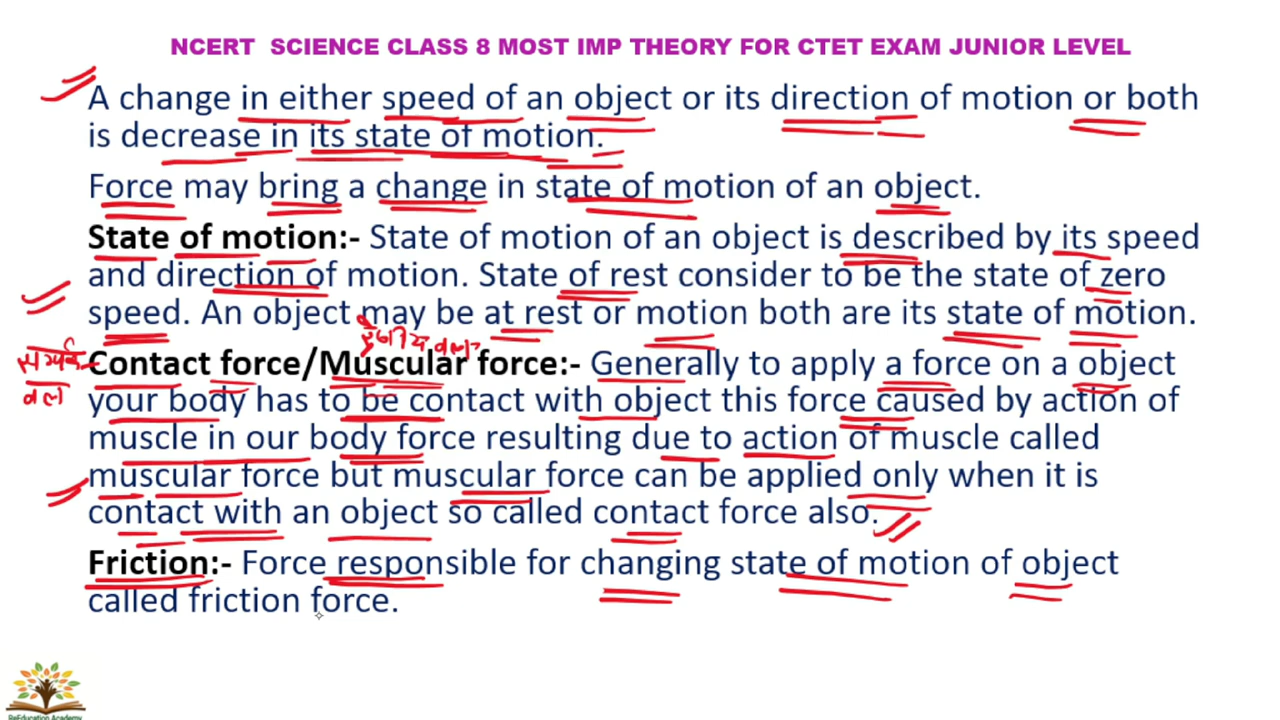 NCERT SCIENCE CLASS 8 MOST IMP THEORY FOR CTET EXAM JUNIOR LEVEL
A change in either speed of an object or its direction of motion or both
is decrease in its state of motion.
Force may bring a change in state of motion of an object.
State of motion:- State of motion of an object is described by its speed
and direction of motion. State of rest consider to be the state of zero
speed. An object may be at rest or motion both are its state of motion.
Contact force/Muscular force:- Generally to apply a force on a object
your body has to be contact with object this force caused by action of
muscle in our body force resulting due to action of muscle called
muscular force but muscular force can be applied only when it is
contact with an object so called contact force also.
Friction:- Force responsible for changing state of motion of object
called friction force.
बल